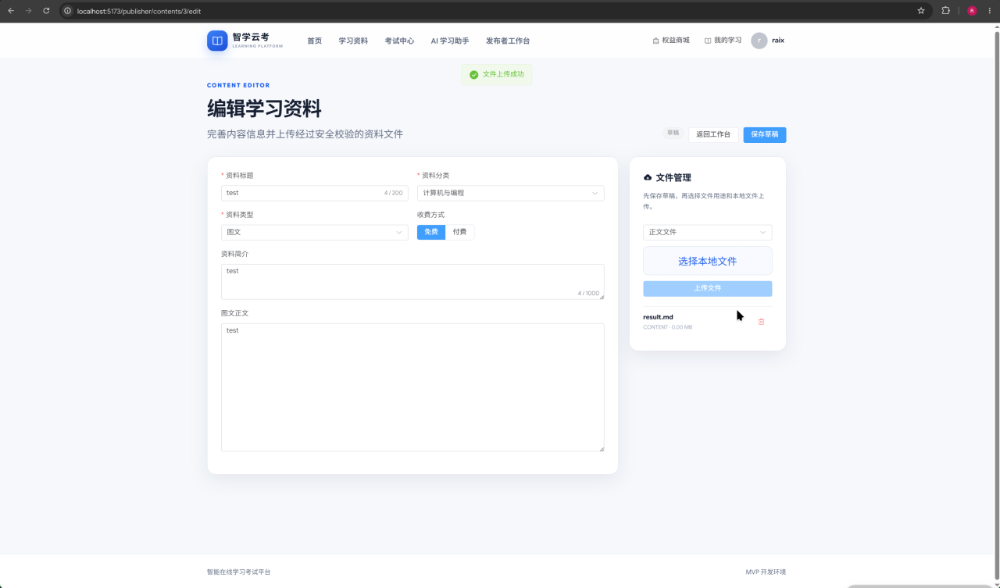 localhost:5173/publisher/contents/3/edit
R
智学云考
LEARNING PLATFORM
首页
学习资料
考试中心
AI 学习助手
发布者工作台
权益商城
我的学习
r
raix
文件上传成功
CONTENT EDITOR
编辑学习资料
完善内容信息并上传经过安全校验的资料文件
草稿
返回工作台
保存草稿
* 资料标题
test
4 / 200
* 资料分类
计算机与编程
* 资料类型
图文
收费方式
免费
付费
资料简介
test
4 / 1000
图文正文
test
文件管理
先保存草稿，再选择文件用途和本地文件上
传。
正文文件
选择本地文件
上传文件
result.md
CONTENT · 0.00 MB
智能在线学习考试平台
MVP 开发环境